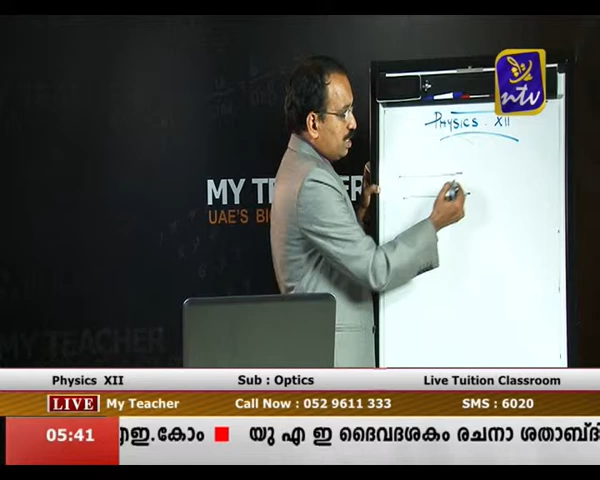 ntv
PHYSICS - XII
MY TE
UAE'S BI
MY TEACHER
Physics XII Sub : Optics Live Tuition Classroom
LIVE My Teacher Call Now : 052 9611 333 SMS : 6020
05:41 ഇ.കോം ■ യു എ ഇ ദൈവദശകം രചനാ ശതാബ്ദി